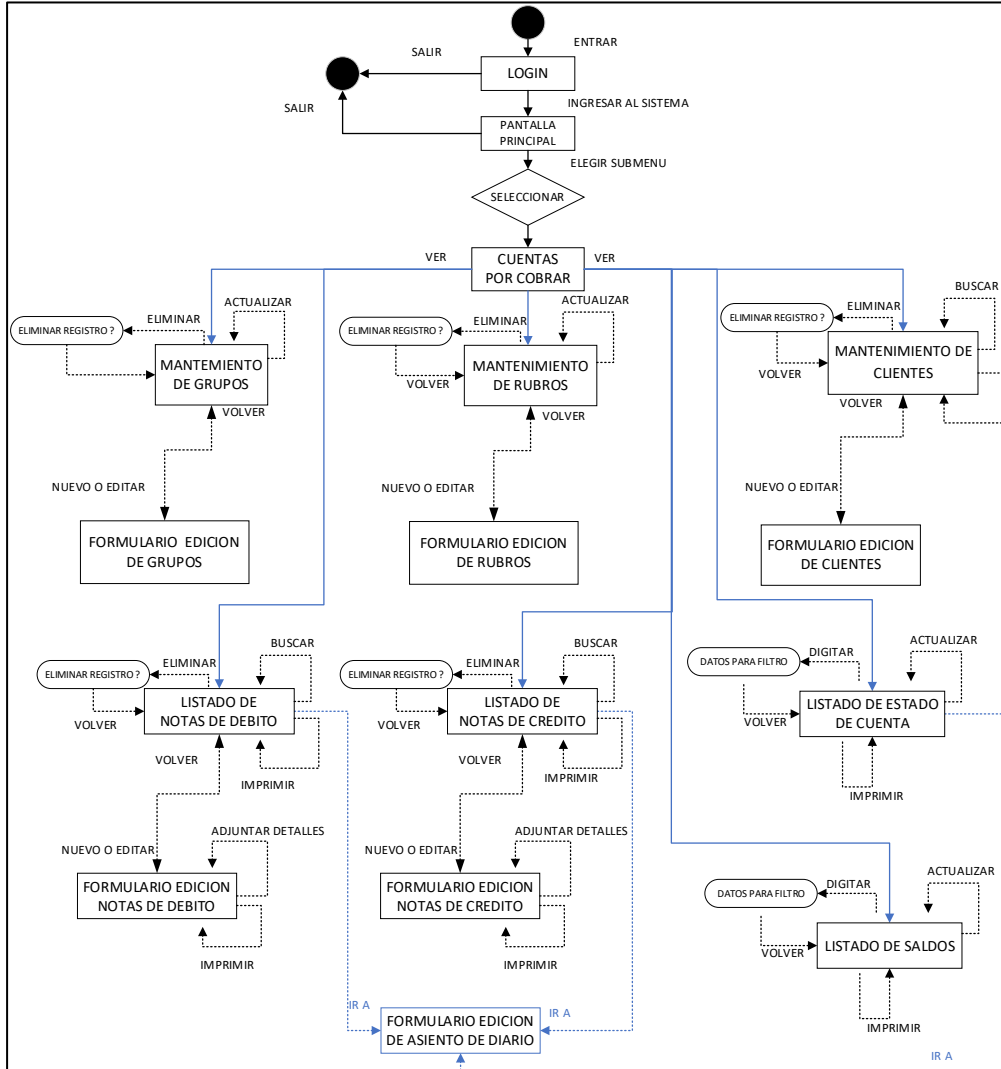 ENTRAR
SALIR
LOGIN
INGRESAR AL SISTEMA
SALIR
PANTALLA
PRINCIPAL
ELEGIR SUBMENU
SELECCIONAR
VER
CUENTAS
POR COBRAR
VER
ACTUALIZAR
ELIMINAR REGISTRO ?
ELIMINAR
MANTEMIENTO
DE GRUPOS
VOLVER
NUEVO O EDITAR
FORMULARIO EDICION
DE GRUPOS
ACTUALIZAR
ELIMINAR REGISTRO ?
ELIMINAR
VOLVER
MANTENIMIENTO
DE RUBROS
VOLVER
NUEVO O EDITAR
FORMULARIO EDICION
DE RUBROS
BUSCAR
ELIMINAR REGISTRO ?
ELIMINAR
VOLVER
MANTENIMIENTO DE
CLIENTES
VOLVER
NUEVO O EDITAR
FORMULARIO EDICION
DE CLIENTES
BUSCAR
ELIMINAR REGISTRO ?
ELIMINAR
VOLVER
LISTADO DE
NOTAS DE DEBITO
VOLVER
IMPRIMIR
NUEVO O EDITAR
ADJUNTAR DETALLES
FORMULARIO EDICION
NOTAS DE DEBITO
IMPRIMIR
BUSCAR
ELIMINAR REGISTRO ?
ELIMINAR
VOLVER
LISTADO DE
NOTAS DE CREDITO
VOLVER
IMPRIMIR
NUEVO O EDITAR
ADJUNTAR DETALLES
FORMULARIO EDICION
NOTAS DE CREDITO
IMPRIMIR
ACTUALIZAR
DATOS PARA FILTRO
DIGITAR
VOLVER
LISTADO DE ESTADO
DE CUENTA
IMPRIMIR
ACTUALIZAR
DATOS PARA FILTRO
DIGITAR
VOLVER
LISTADO DE SALDOS
IMPRIMIR
IR A
FORMULARIO EDICION
DE ASIENTO DE DIARIO
IR A
IR A